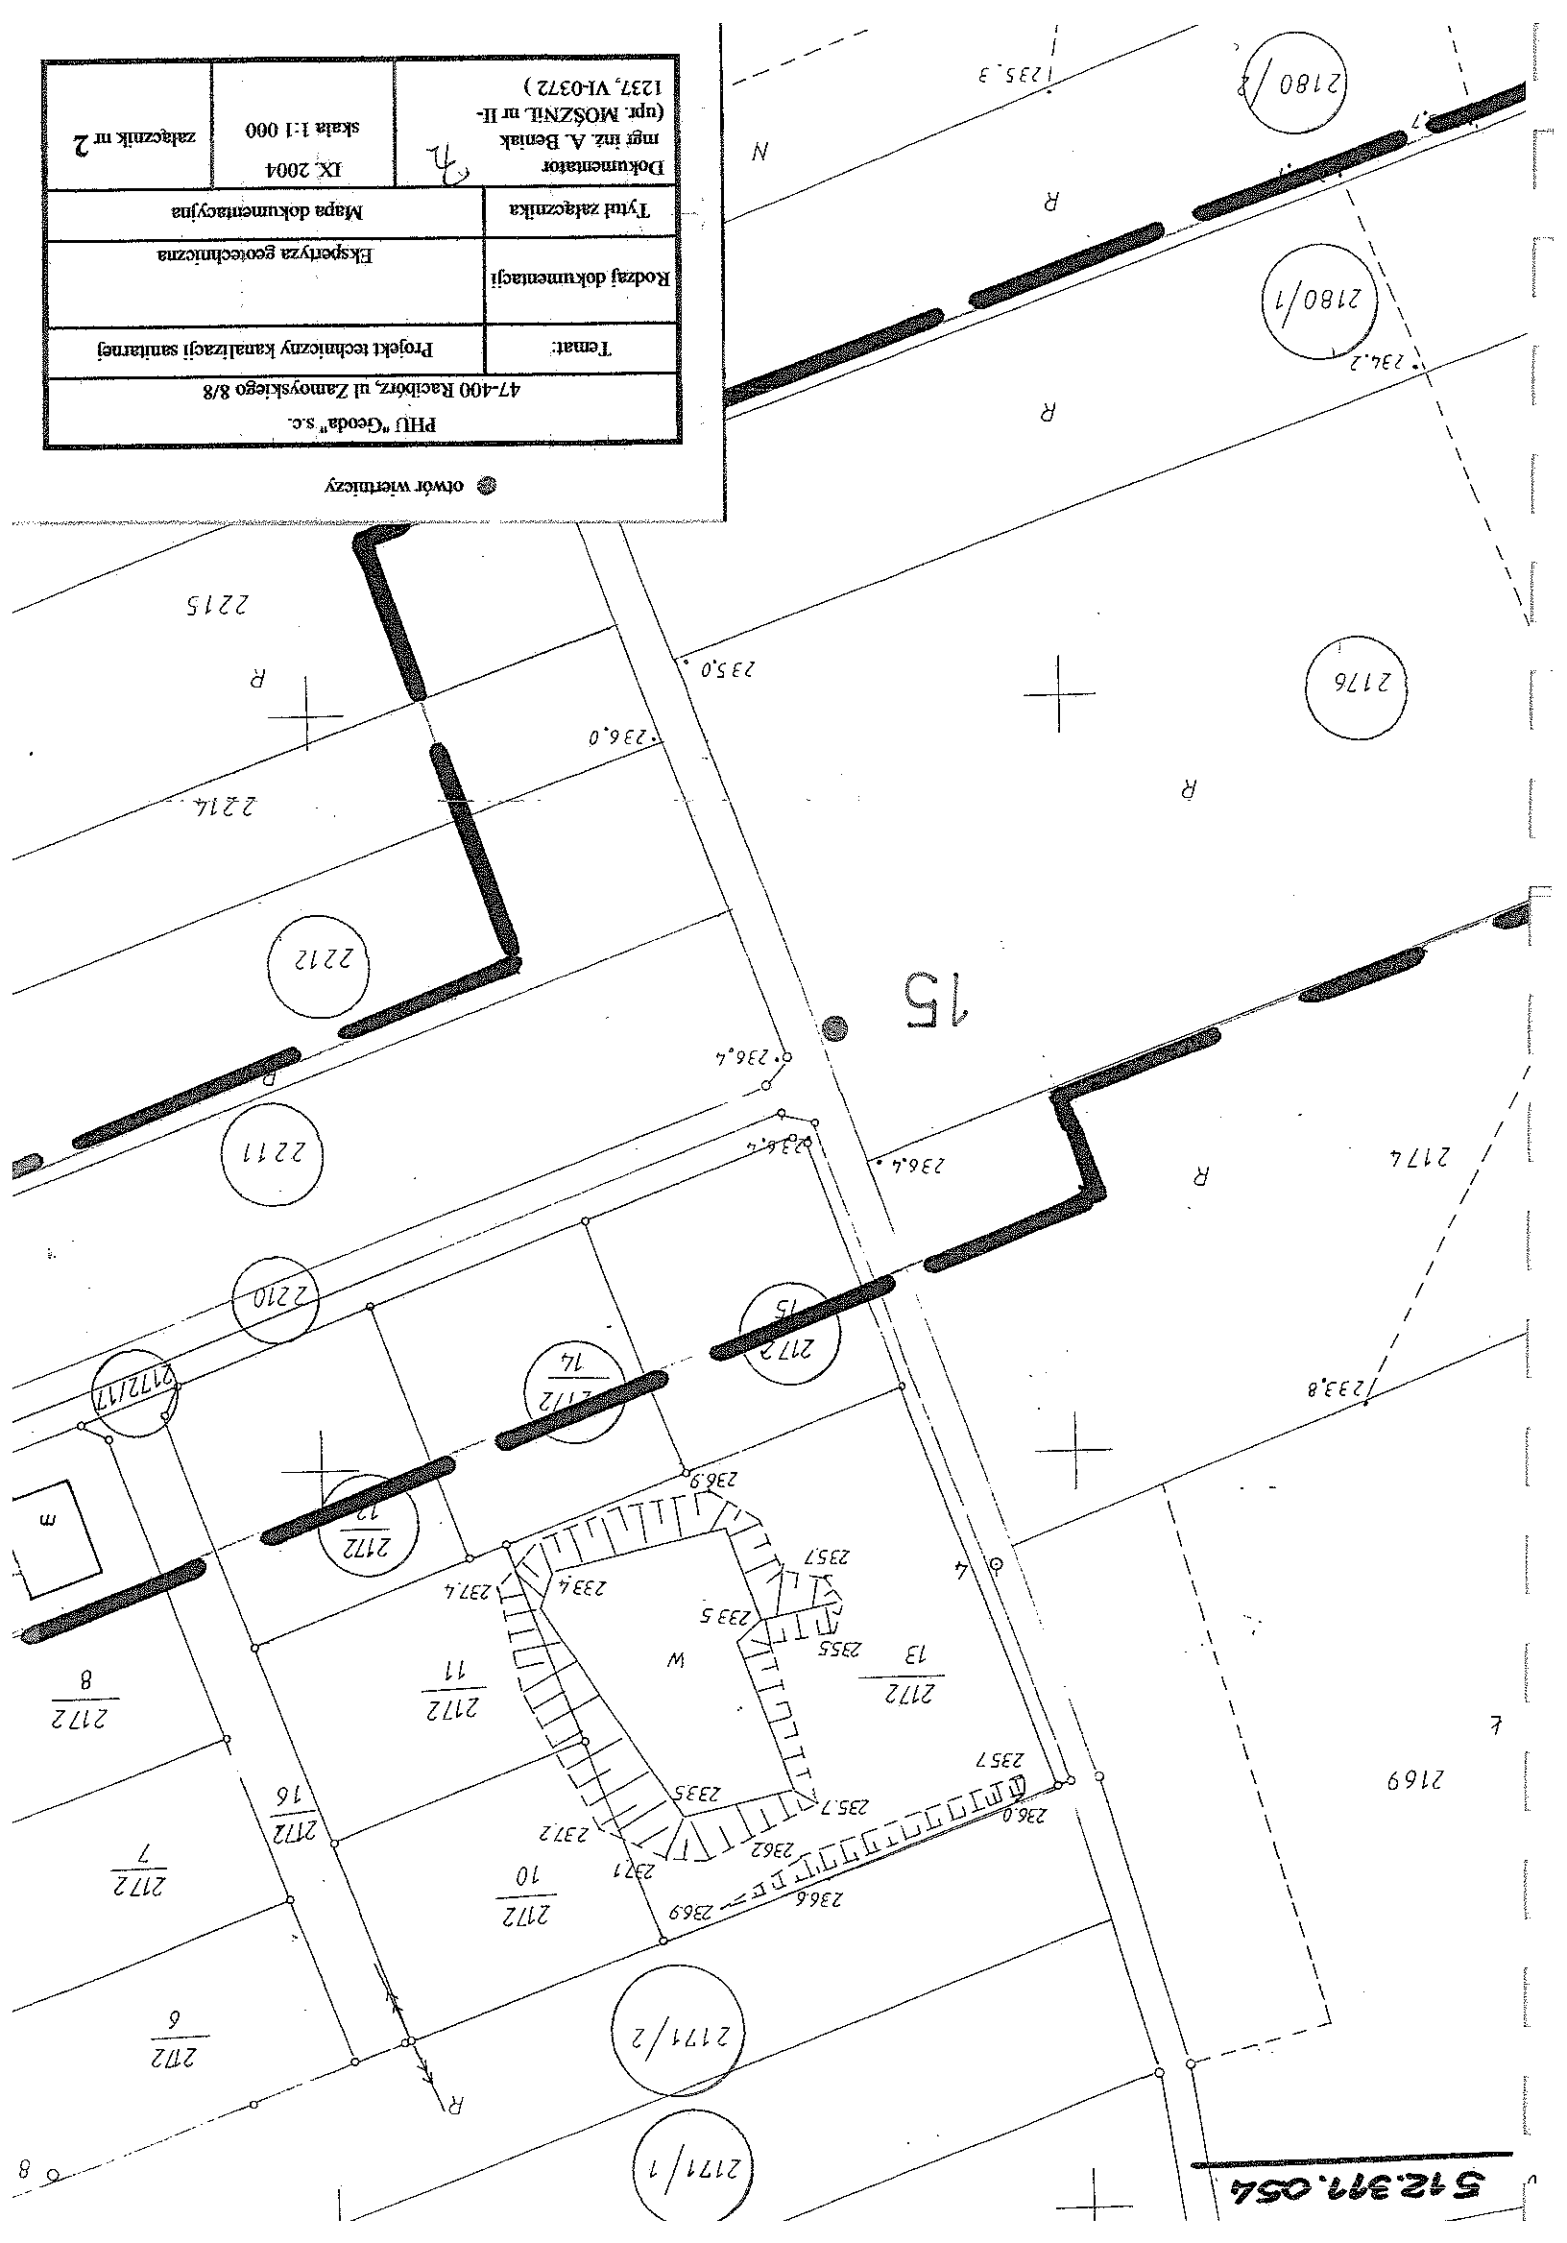 512.311.054
2171/1
8
R
2171/2
2172
6
2169
Ł
236.9
236.6
236.0
235.7
2172
10
2172
7
2172
16
237.1
237.2
236.2
235.7
233.5
2172
13
2172
11
2172
8
W
235.5
233.5
235.7
4
237.4
233.4
236.9
2172
12
m
2172/17
2172
14
2172
15
233.8
2210
2174
R
236.4
236.4
236.4
2211
R
15
2212
2214
R
236.0
235.0
2176
R
2215
otwór wiertniczy
PHU "Geoda" s.c.
47-400 Racibórz, ul Zamoyskiego 8/8
Temat:
Projekt techniczny kanalizacji sanitarnej
Rodzaj dokumentacji
Ekspertyza geotechniczna
Tytuł załącznika
Mapa dokumentacyjna
Dokumentator
mgr inż. A. Beniak
(upr. MOŚZNiL nr II-
1237, VI-0372 )
IX. 2004
skala 1:1 000
załącznik nr 2
R
234.2
2180/1
R
N
235.3
2180/2